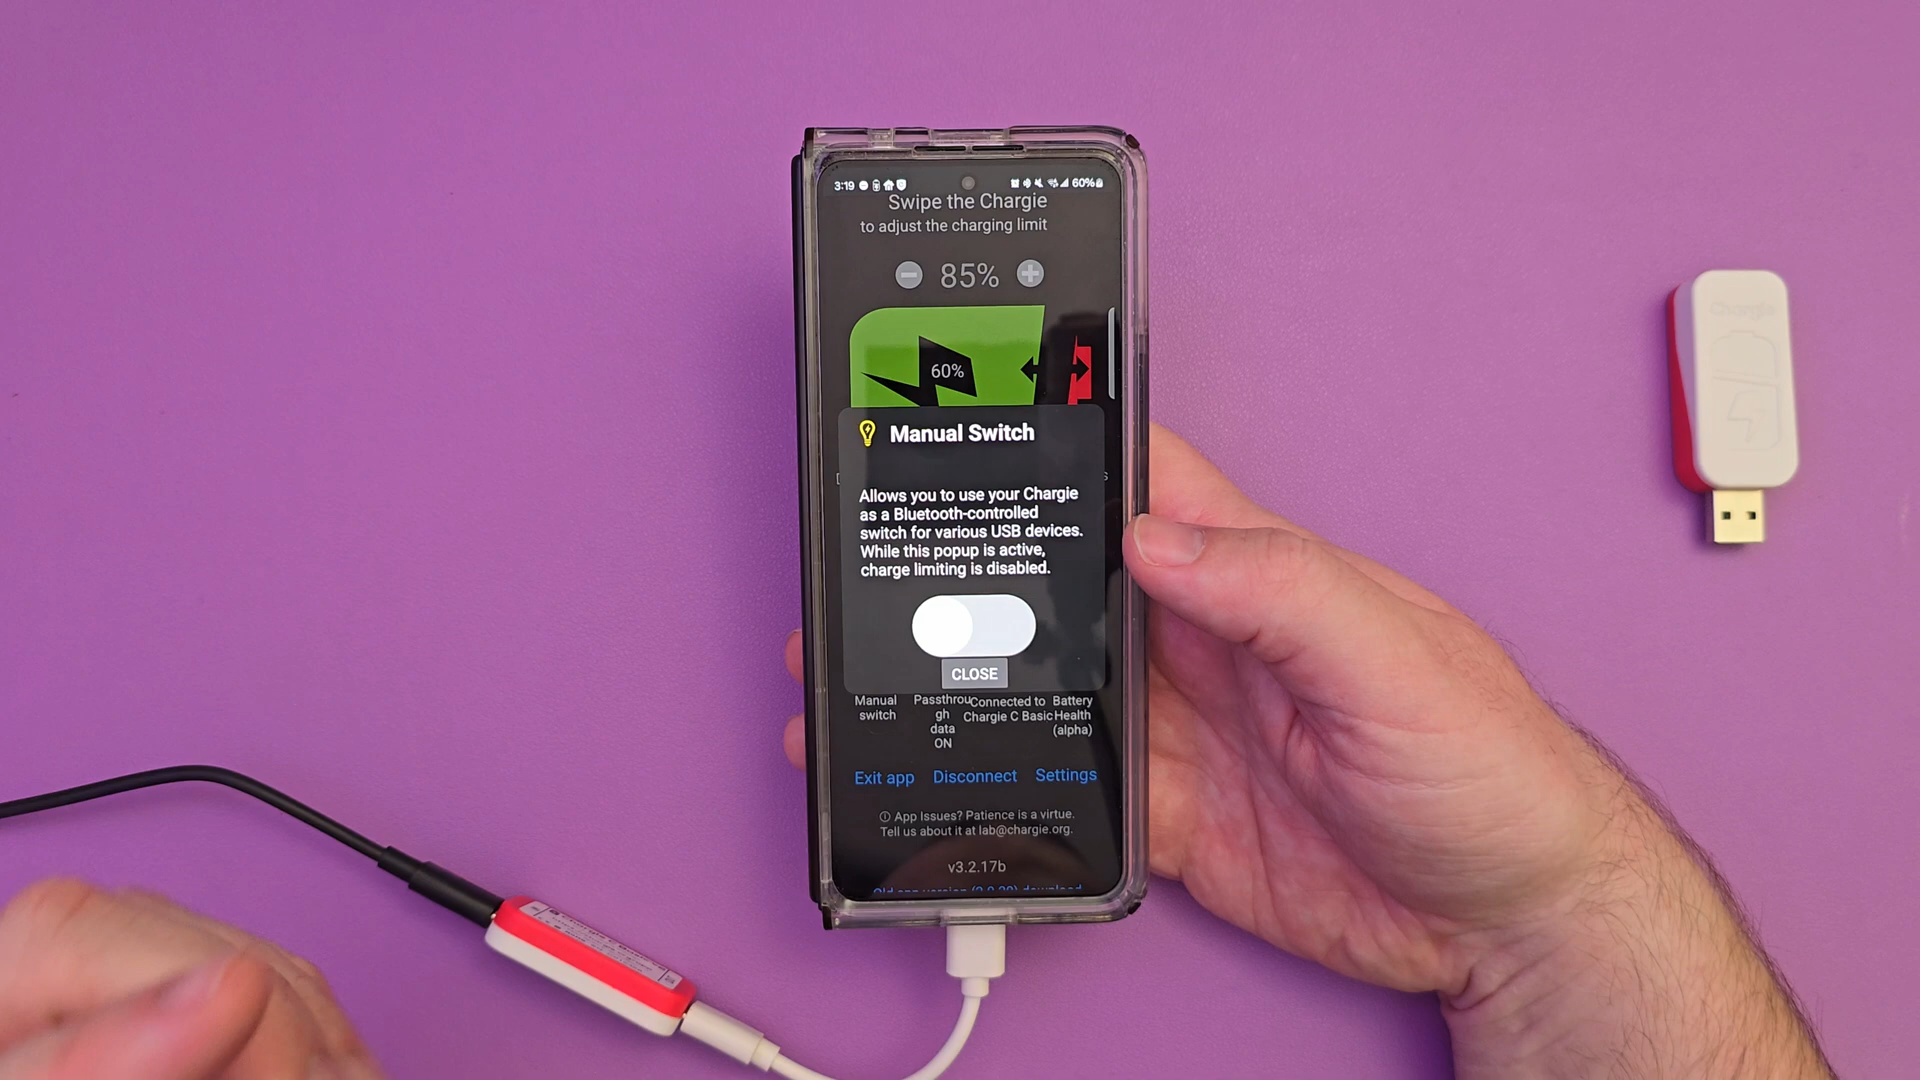 3:19
60%
Swipe the Chargie
to adjust the charging limit
85%
60%
Manual Switch
Allows you to use your Chargie
as a Bluetooth-controlled
switch for various USB devices.
While this popup is active,
charge limiting is disabled.
CLOSE
Manual
switch
Passthrou
gh
data
ON
Connected to
Chargie C Basic
Battery
Health
(alpha)
Exit app
Disconnect
Settings
App Issues? Patience is a virtue.
Tell us about it at lab@chargie.org.
v3.2.17b
Chargie